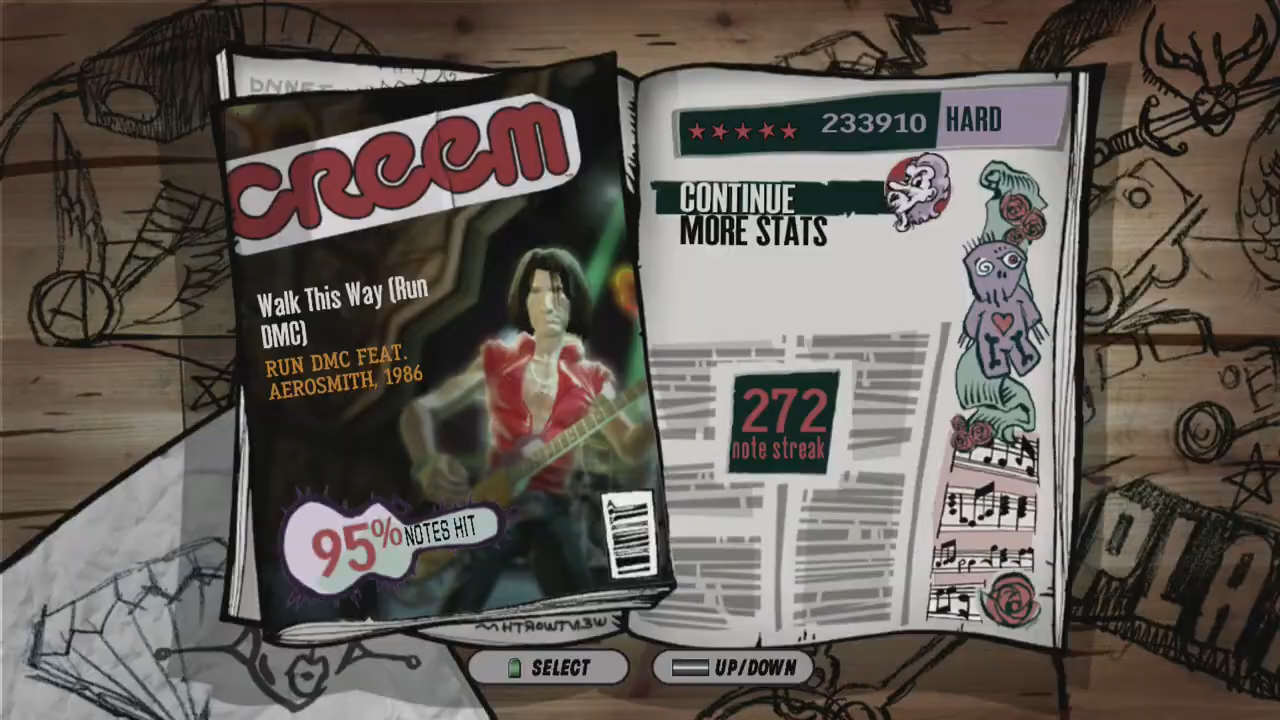 CREEM
Walk This Way (Run
DMC)
RUN DMC FEAT.
AEROSMITH, 1986
95% NOTES HIT
★★★★★ 233910 HARD
CONTINUE
MORE STATS
272
note streak
SELECT
UP/DOWN